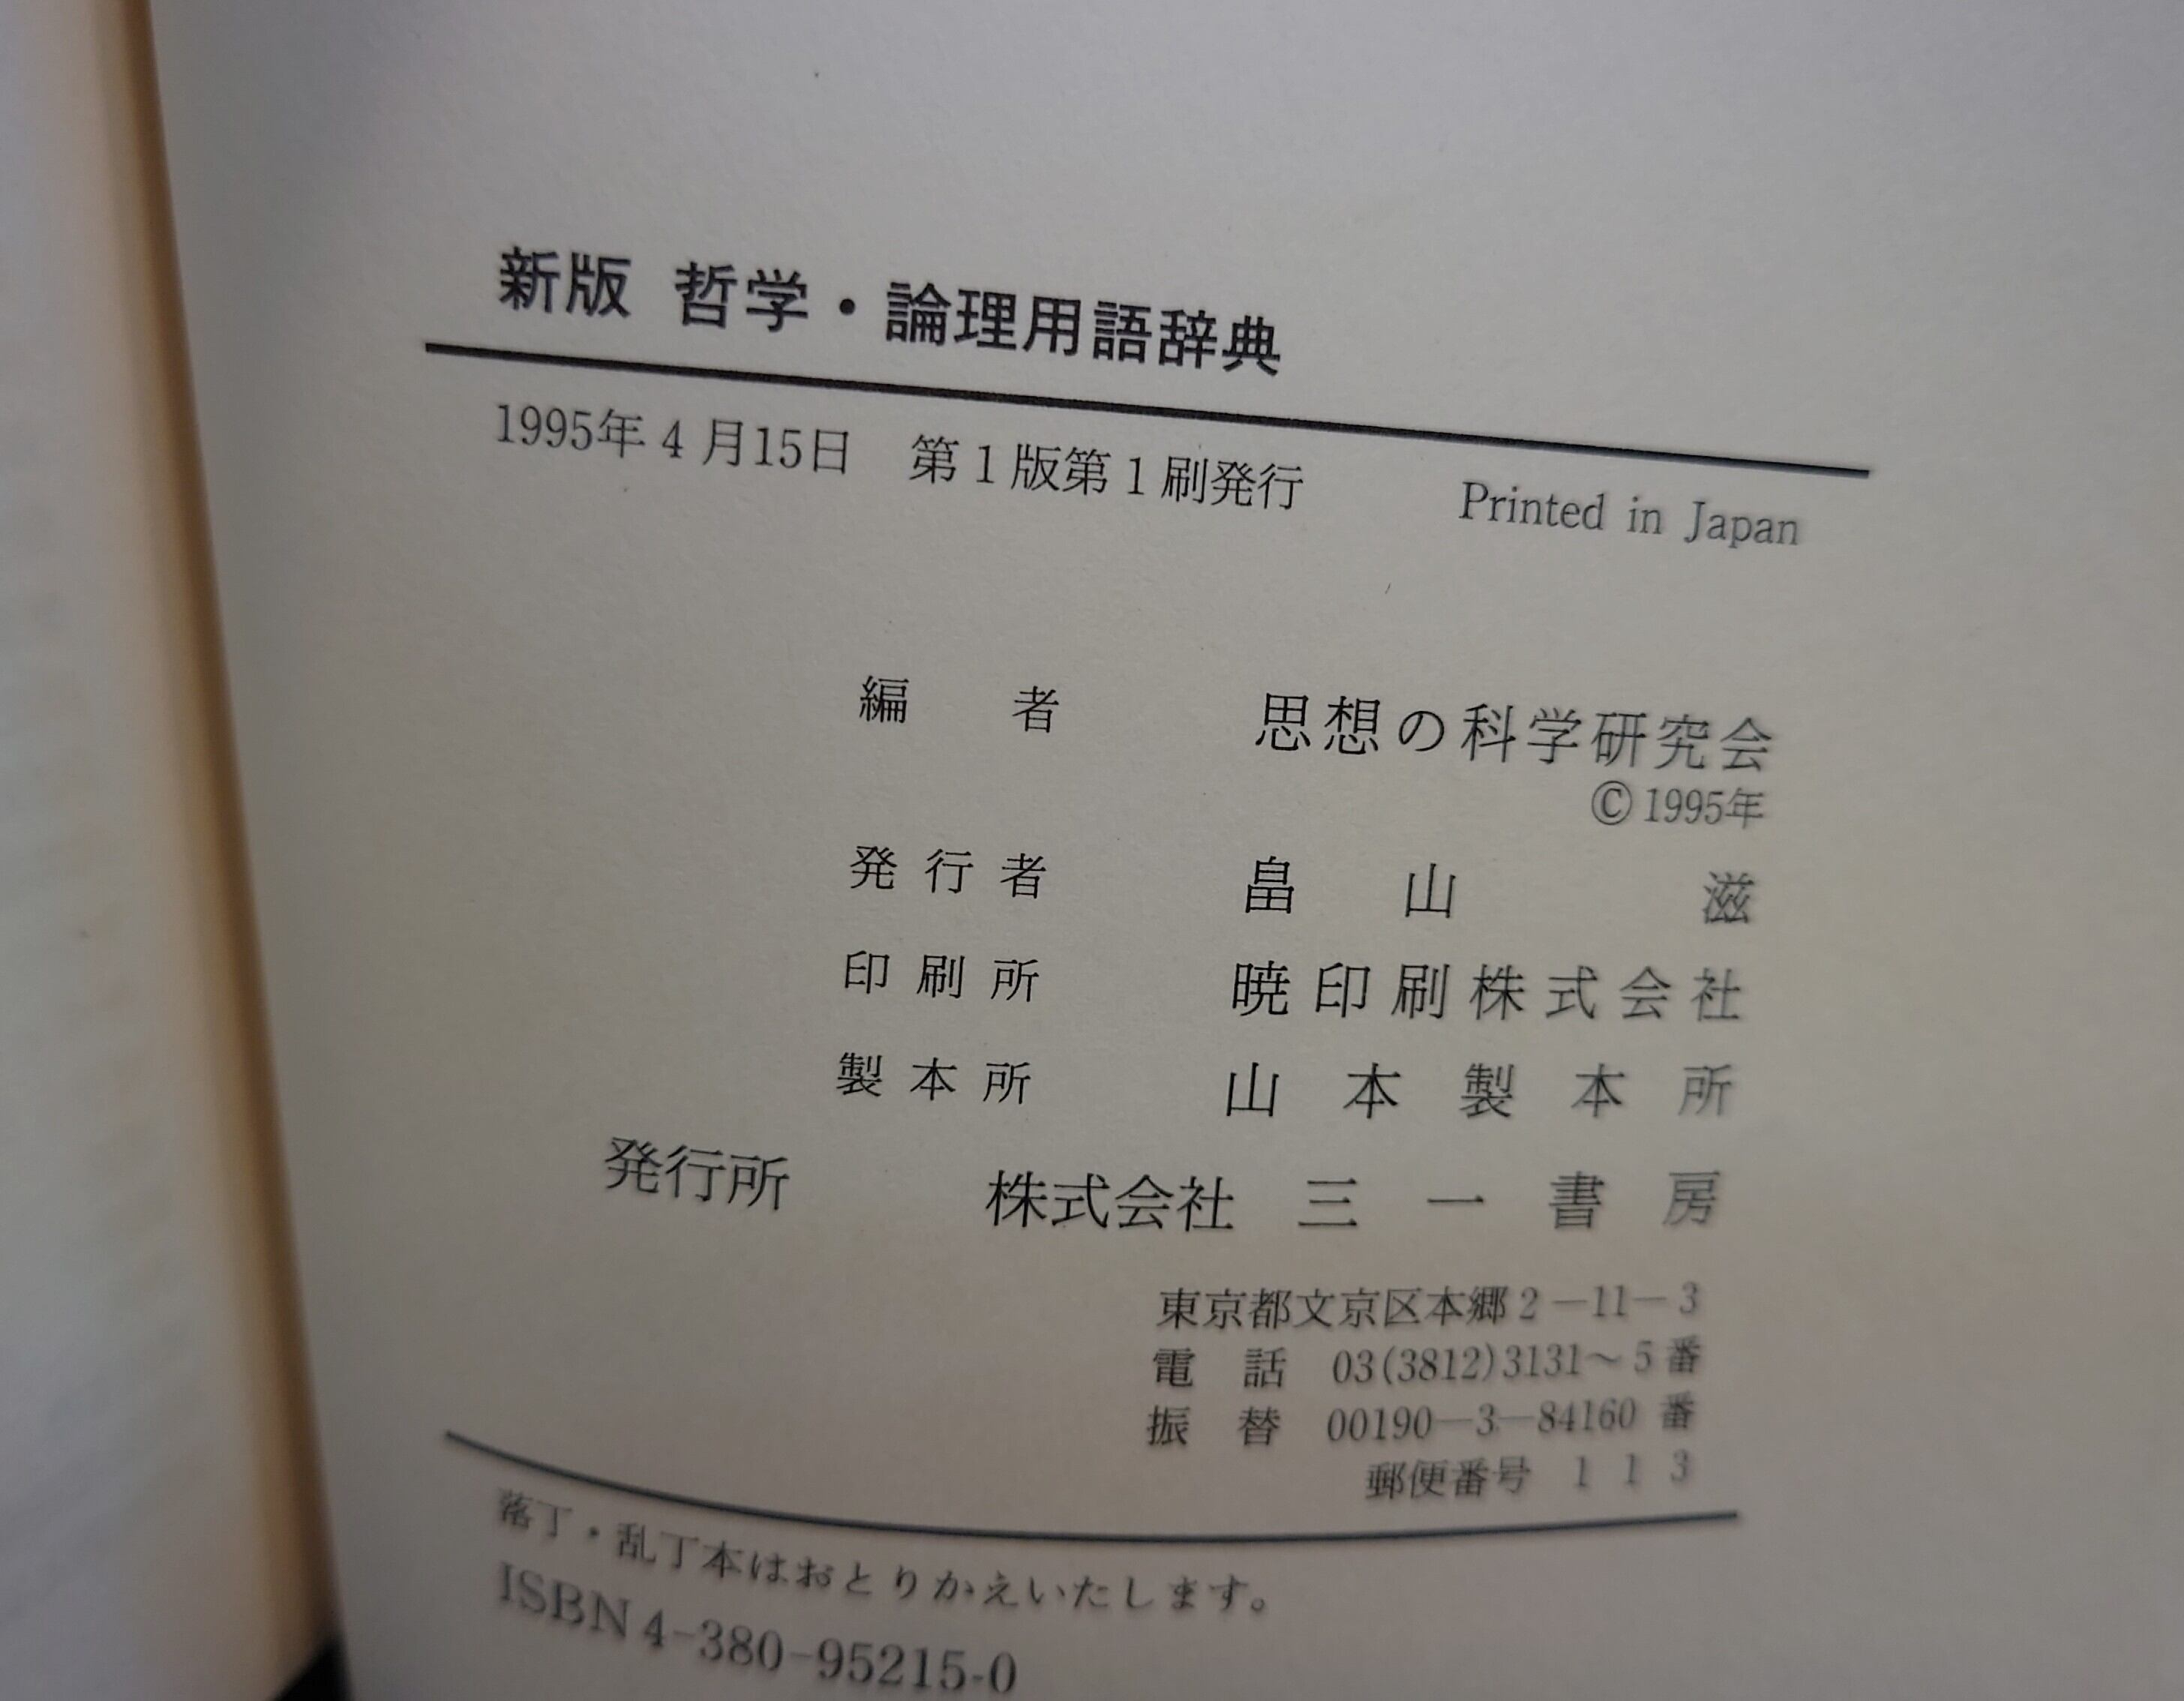 新版 哲学・論理用語辞典
1995年4月15日　第1版第1刷発行　Printed in Japan
編者　思想の科学研究会
©1995年
発行者　畠山滋
印刷所　暁印刷株式会社
製本所　山本製本所
発行所　株式会社 三一書房
東京都文京区本郷2－11－3
電話　03(3812)3131～5番
振替　00190－3－84160番
郵便番号　113
落丁・乱丁本はおとりかえいたします。
ISBN4-380-95215-0